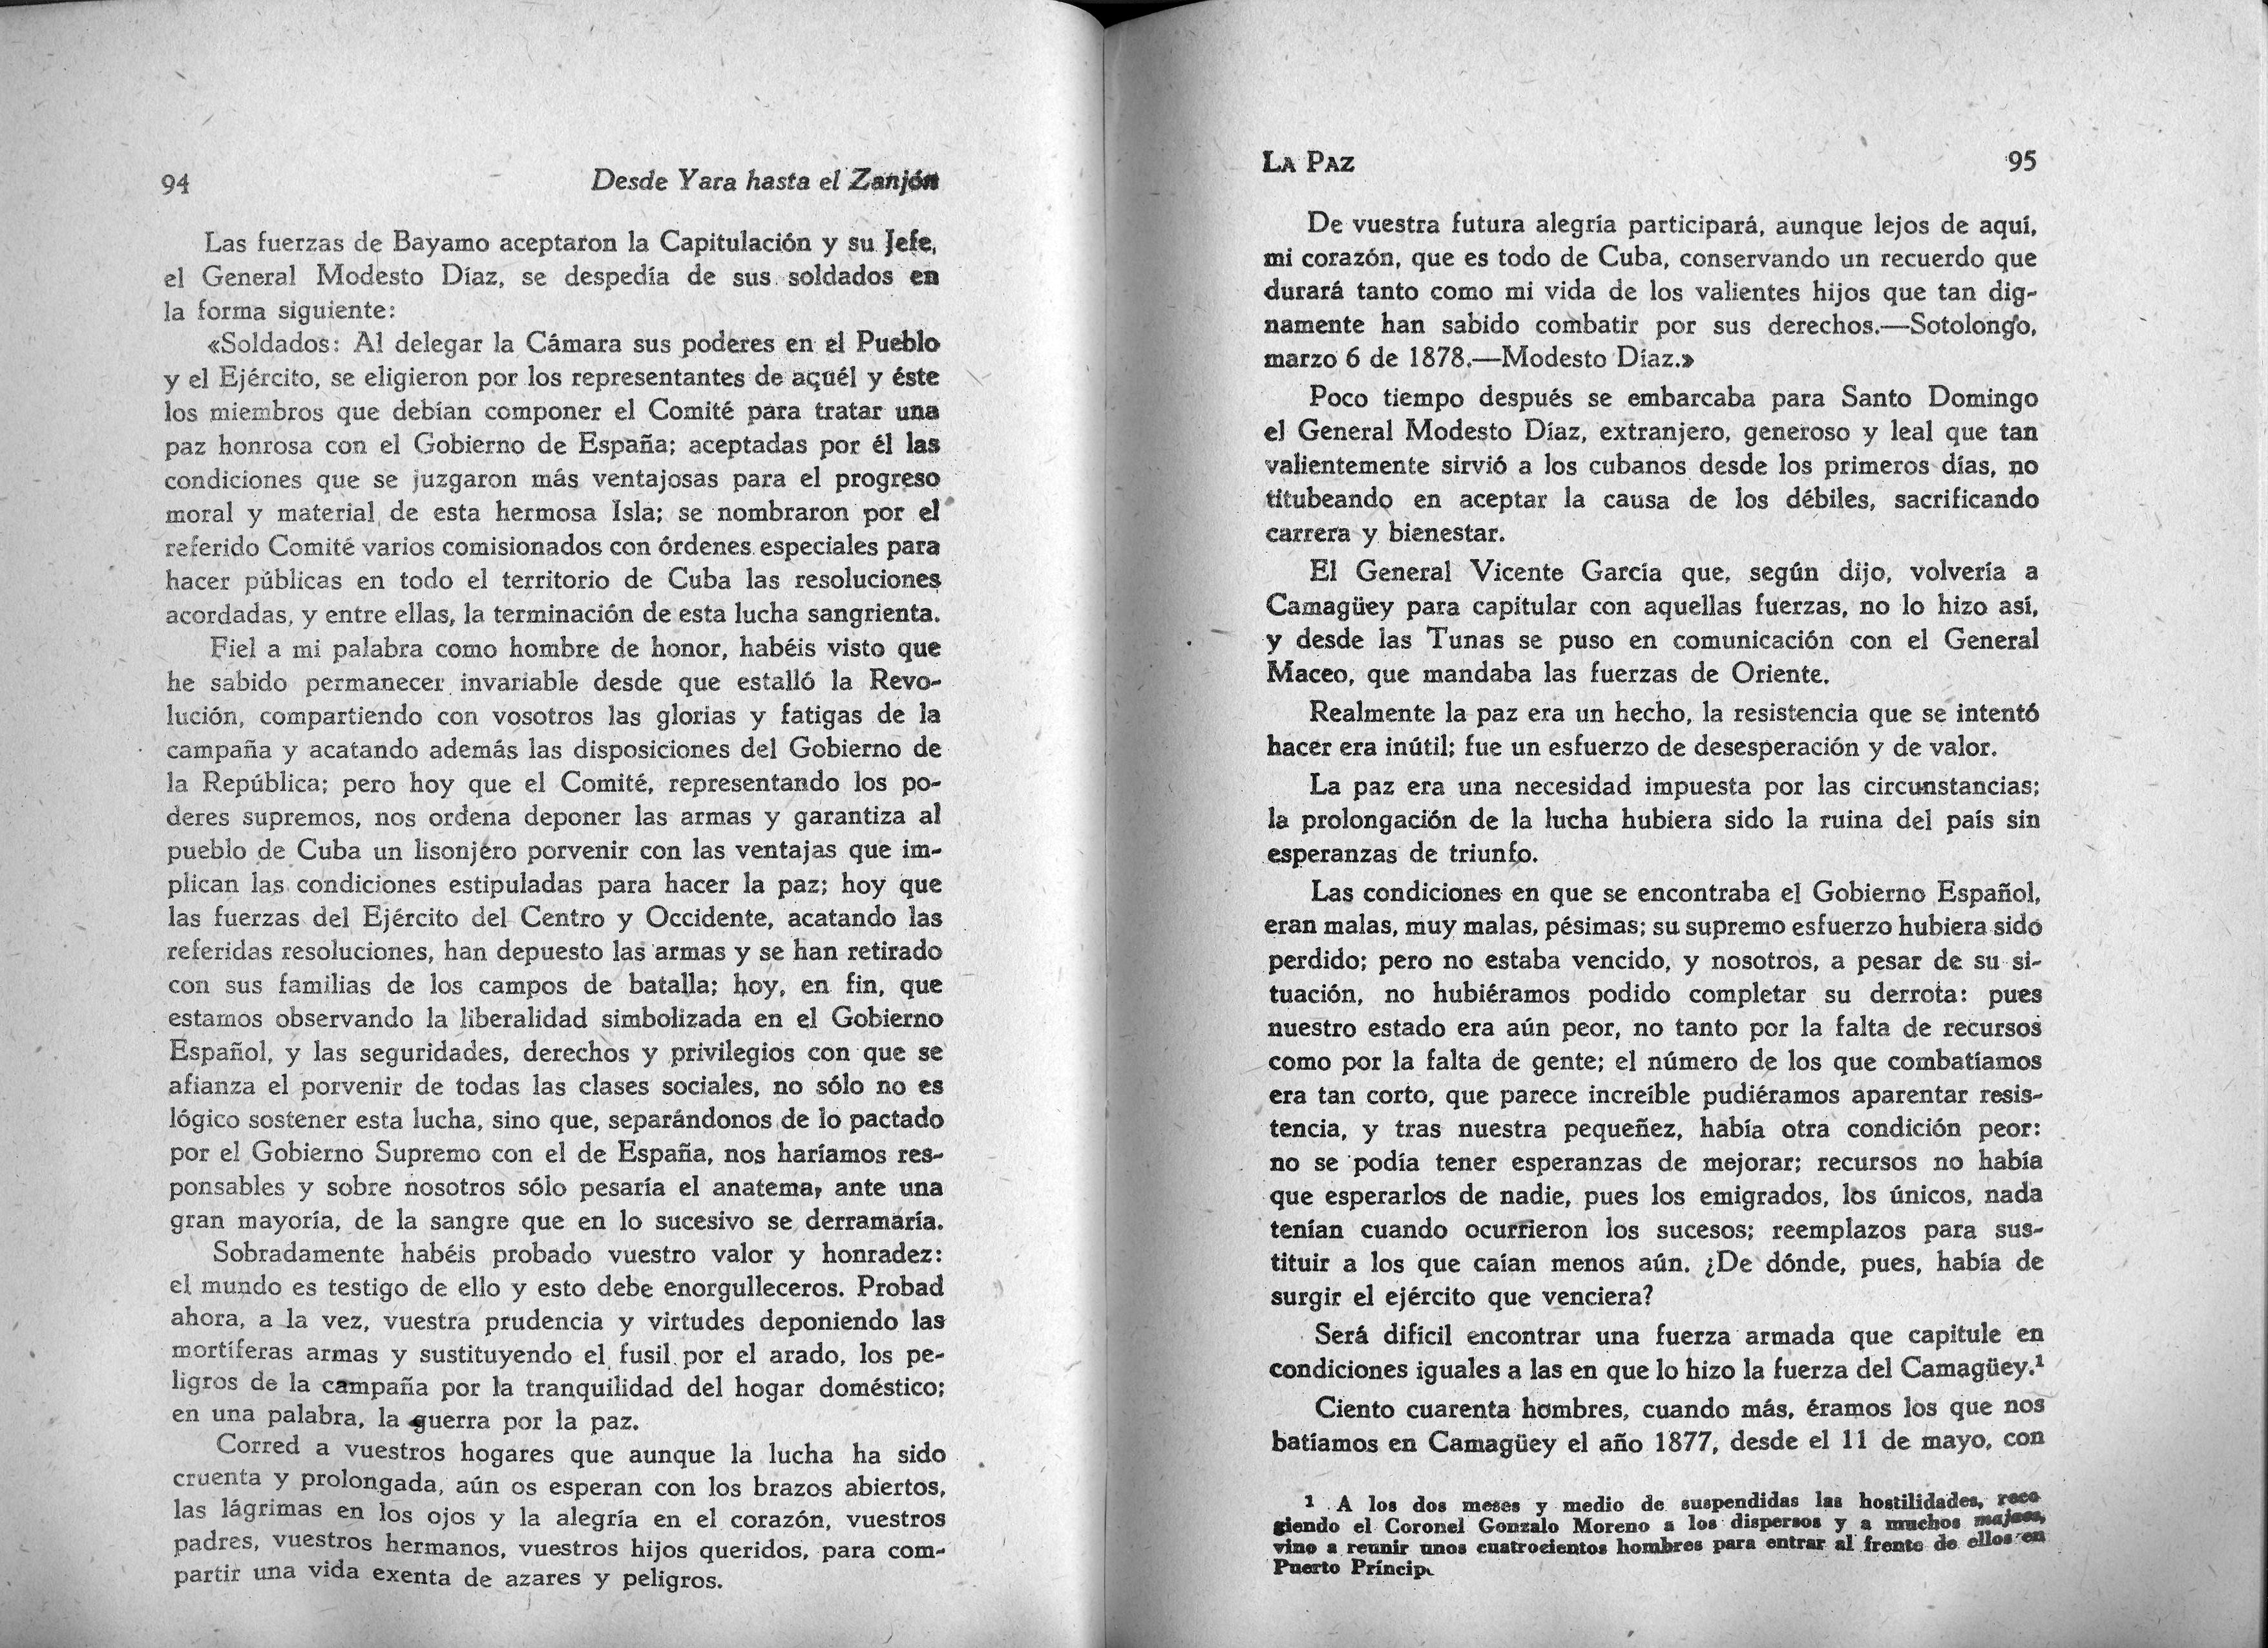 94
Desde Yara hasta el Zanjón
Las fuerzas de Bayamo aceptaron la Capitulación y su Jefe,
el General Modesto Díaz, se despedía de sus soldados en
la forma siguiente:
«Soldados: Al delegar la Cámara sus poderes en el Pueblo
y el Ejército, se eligieron por los representantes de aquél y éste
los miembros que debían componer el Comité para tratar una
paz honrosa con el Gobierno de España; aceptadas por él las
condiciones que se juzgaron más ventajosas para el progreso
moral y material de esta hermosa Isla; se nombraron por el
referido Comité varios comisionados con órdenes especiales para
hacer públicas en todo el territorio de Cuba las resoluciones
acordadas, y entre ellas, la terminación de esta lucha sangrienta.
Fiel a mi palabra como hombre de honor, habéis visto que
he sabido permanecer invariable desde que estalló la Revo-
lución, compartiendo con vosotros las glorias y fatigas de la
campaña y acatando además las disposiciones del Gobierno de
la República; pero hoy que el Comité, representando los po-
deres supremos, nos ordena deponer las armas y garantiza al
pueblo de Cuba un lisonjero porvenir con las ventajas que im-
plican las condiciones estipuladas para hacer la paz; hoy que
las fuerzas del Ejército del Centro y Occidente, acatando las
referidas resoluciones, han depuesto las armas y se han retirado
con sus familias de los campos de batalla; hoy, en fin, que
estamos observando la liberalidad simbolizada en el Gobierno
Español, y las seguridades, derechos y privilegios con que se
afianza el porvenir de todas las clases sociales, no sólo no es
lógico sostener esta lucha, sino que, separándonos de lo pactado
por el Gobierno Supremo con el de España, nos haríamos res-
ponsables y sobre nosotros sólo pesaría el anatema, ante una
gran mayoría, de la sangre que en lo sucesivo se derramaría.
Sobradamente habéis probado vuestro valor y honradez:
el mundo es testigo de ello y esto debe enorgulleceros. Probad
ahora, a la vez, vuestra prudencia y virtudes deponiendo las
mortíferas armas y sustituyendo el fusil por el arado, los pe-
ligros de la campaña por la tranquilidad del hogar doméstico;
en una palabra, la guerra por la paz.
Corred a vuestros hogares que aunque la lucha ha sido
cruenta y prolongada, aún os esperan con los brazos abiertos,
las lágrimas en los ojos y la alegría en el corazón, vuestros
padres, vuestros hermanos, vuestros hijos queridos, para com-
partir una vida exenta de azares y peligros.
LA PAZ
95
De vuestra futura alegría participará, aunque lejos de aquí,
mi corazón, que es todo de Cuba, conservando un recuerdo que
durará tanto como mi vida de los valientes hijos que tan dig-
namente han sabido combatir por sus derechos.—Sotolongo,
marzo 6 de 1878.—Modesto Díaz.»
Poco tiempo después se embarcaba para Santo Domingo
el General Modesto Díaz, extranjero, generoso y leal que tan
valientemente sirvió a los cubanos desde los primeros días, no
titubeando en aceptar la causa de los débiles, sacrificando
carrera y bienestar.
El General Vicente García que, según dijo, volvería a
Camagüey para capitular con aquellas fuerzas, no lo hizo así,
y desde las Tunas se puso en comunicación con el General
Maceo, que mandaba las fuerzas de Oriente.
Realmente la paz era un hecho, la resistencia que se intentó
hacer era inútil; fue un esfuerzo de desesperación y de valor.
La paz era una necesidad impuesta por las circunstancias;
la prolongación de la lucha hubiera sido la ruina del país sin
esperanzas de triunfo.
Las condiciones en que se encontraba el Gobierno Español,
eran malas, muy malas, pésimas; su supremo esfuerzo hubiera sido
perdido; pero no estaba vencido, y nosotros, a pesar de su si-
tuación, no hubiéramos podido completar su derrota: pues
nuestro estado era aún peor, no tanto por la falta de recursos
como por la falta de gente; el número de los que combatíamos
era tan corto, que parece increíble pudiéramos aparentar resis-
tencia, y tras nuestra pequeñez, había otra condición peor:
no se podía tener esperanzas de mejorar; recursos no había
que esperarlos de nadie, pues los emigrados, los únicos, nada
tenían cuando ocurrieron los sucesos; reemplazos para sus-
tituir a los que caían menos aún. ¿De dónde, pues, había de
surgir el ejército que venciera?
Será difícil encontrar una fuerza armada que capitule en
condiciones iguales a las en que lo hizo la fuerza del Camagüey.¹
Ciento cuarenta hombres, cuando más, éramos los que nos
batíamos en Camagüey el año 1877, desde el 11 de mayo, con
1 A los dos meses y medio de suspendidas las hostilidades, reco
giendo el Coronel Gonzalo Moreno a los dispersos y a muchos majases,
vino a reunir unos cuatrocientos hombres para entrar al frente de ellos en
Puerto Príncip